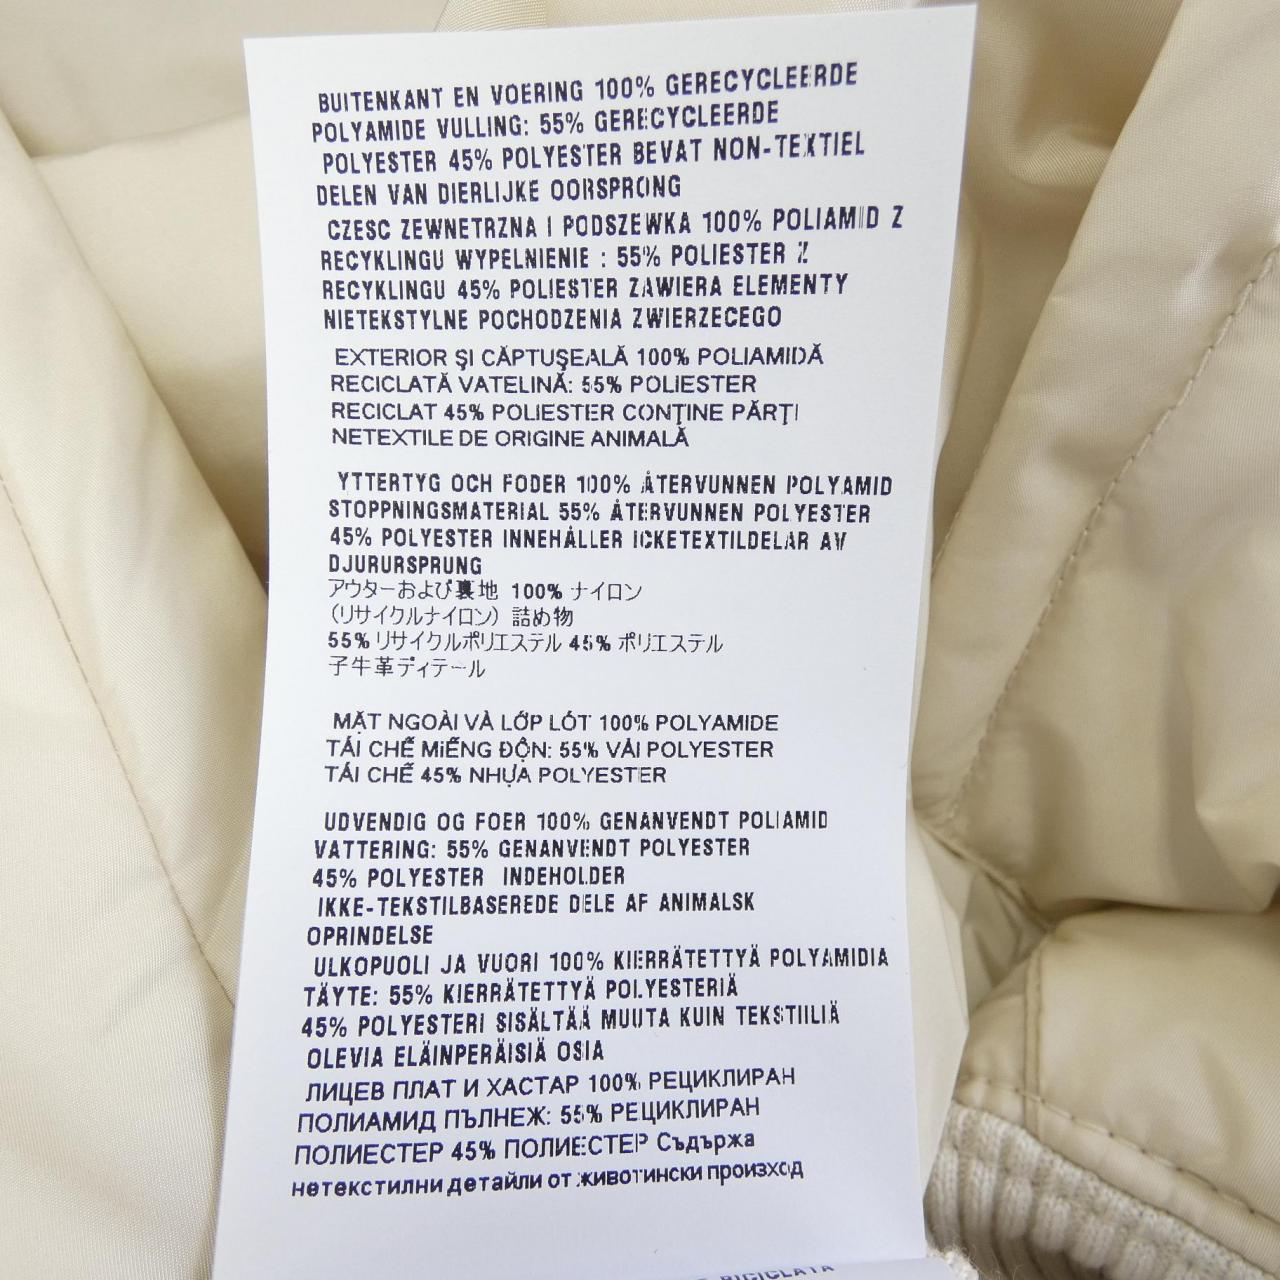 BUITENKANT EN VOERING 100% GERECYCLEERDE
POLYAMIDE VULLING: 55% GERECYCLEERDE
POLYESTER 45% POLYESTER BEVAT NON-TEXTIEL
DELEN VAN DIERLIJKE OORSPRONG
CZESC ZEWNETRZNA I PODSZEWKA 100% POLIAMID Z
RECYKLINGU WYPELNIENIE : 55% POLIESTER Z
RECYKLINGU 45% POLIESTER ZAWIERA ELEMENTY
NIETEKSTYLNE POCHODZENIA ZWIERZECEGO
EXTERIOR ŞI CĂPTUŞEALĂ 100% POLIAMIDĂ
RECICLATĂ VATELINĂ: 55% POLIESTER
RECICLAT 45% POLIESTER CONŢINE PĂRŢI
NETEXTILE DE ORIGINE ANIMALĂ
YTTERTYG OCH FODER 100% ÅTERVUNNEN POLYAMID
STOPPNINGSMATERIAL 55% ÅTERVUNNEN POLYESTER
45% POLYESTER INNEHÅLLER ICKETEXTILDELAR AV
DJURURSPRUNG
アウターおよび裏地 100% ナイロン
(リサイクルナイロン) 詰め物
55% リサイクルポリエステル 45% ポリエステル
子牛革ディテール
MẶT NGOÀI VÀ LỚP LÓT 100% POLYAMIDE
TÁI CHẾ MIẾNG ĐỘN: 55% VẢI POLYESTER
TÁI CHẾ 45% NHỰA POLYESTER
UDVENDIG OG FOER 100% GENANVENDT POLIAMID
VATTERING: 55% GENANVENDT POLYESTER
45% POLYESTER INDEHOLDER
IKKE-TEKSTILBASEREDE DELE AF ANIMALSK
OPRINDELSE
ULKOPUOLI JA VUORI 100% KIERRÄTETTYÄ POLYAMIDIA
TÄYTE: 55% KIERRÄTETTYÄ POLYESTERIÄ
45% POLYESTERI SISÄLTÄÄ MUUTA KUIN TEKSTIILIÄ
OLEVIA ELÄINPERÄISIÄ OSIA
ЛИЦЕВ ПЛАТ И ХАСТАР 100% РЕЦИКЛИРАН
ПОЛИАМИД ПЪЛНЕЖ: 55% РЕЦИКЛИРАН
ПОЛИЕСТЕР 45% ПОЛИЕСТЕР Съдържа
нетекстилни детайли от животински произход